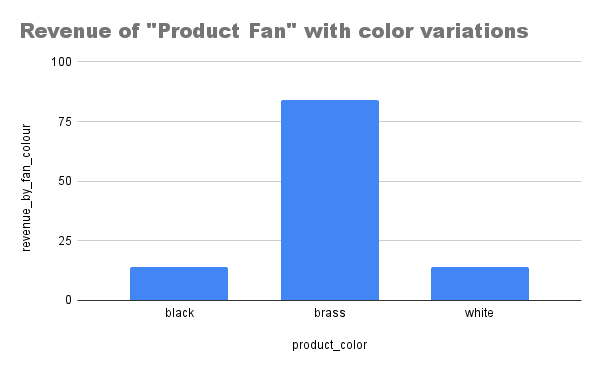 Revenue of "Product Fan" with color variations
100
75
50
25
0
revenue_by_fan_colour
black brass white
product_color